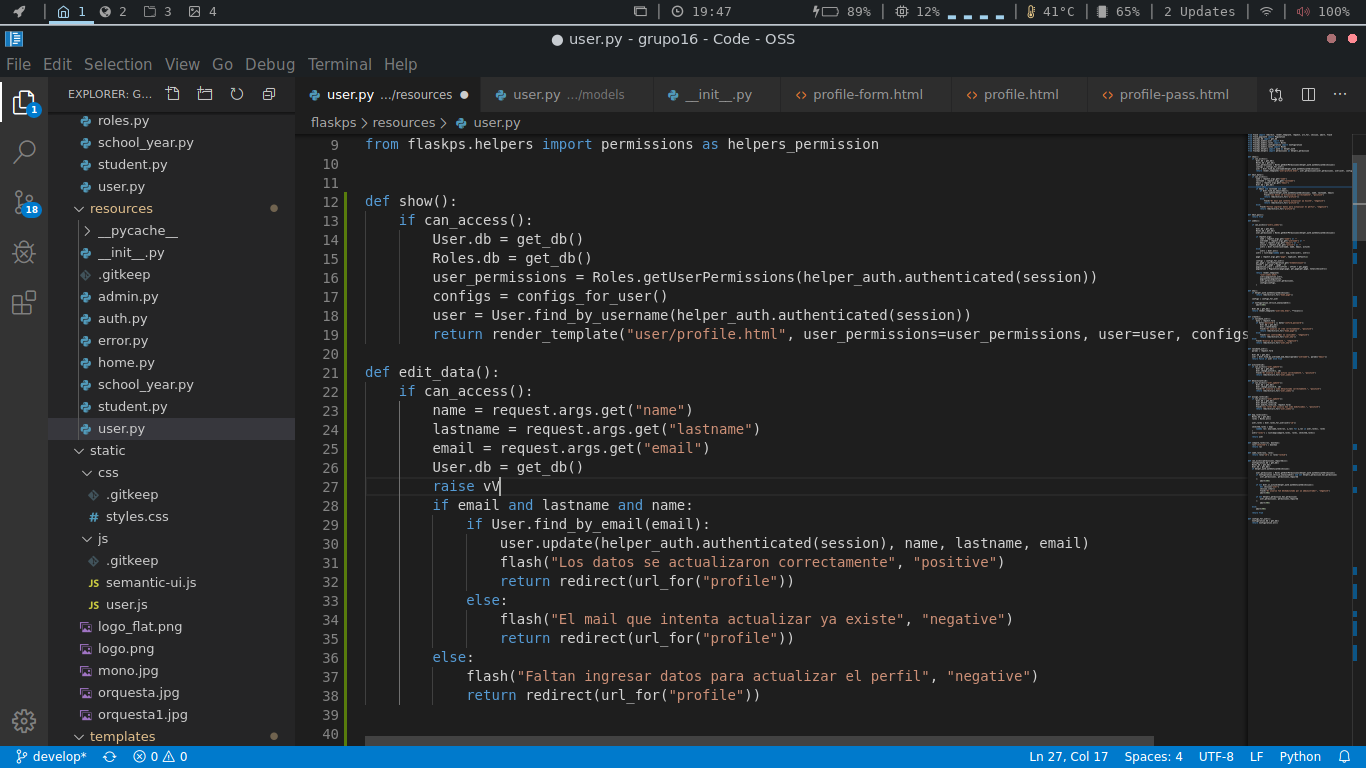 1 2 3 4 19:47 89% 12% 41°C 65% 2 Updates 100%
user.py - grupo16 - Code - OSS
File Edit Selection View Go Debug Terminal Help
EXPLORER: G...
user.py .../resources
user.py .../models
__init__.py
profile-form.html
profile.html
profile-pass.html
flaskps > resources > user.py
1
18
roles.py
school_year.py
student.py
user.py
resources
__pycache__
__init__.py
.gitkeep
admin.py
auth.py
error.py
home.py
school_year.py
student.py
user.py
static
css
.gitkeep
styles.css
js
.gitkeep
semantic-ui.js
user.js
logo_flat.png
logo.png
mono.jpg
orquesta.jpg
orquesta1.jpg
templates
9 from flaskps.helpers import permissions as helpers_permission
10
11
12 def show():
13 if can_access():
14 User.db = get_db()
15 Roles.db = get_db()
16 user_permissions = Roles.getUserPermissions(helper_auth.authenticated(session))
17 configs = configs_for_user()
18 user = User.find_by_username(helper_auth.authenticated(session))
19 return render_template("user/profile.html", user_permissions=user_permissions, user=user, configs
20
21 def edit_data():
22 if can_access():
23 name = request.args.get("name")
24 lastname = request.args.get("lastname")
25 email = request.args.get("email")
26 User.db = get_db()
27 raise vV
28 if email and lastname and name:
29 if User.find_by_email(email):
30 user.update(helper_auth.authenticated(session), name, lastname, email)
31 flash("Los datos se actualizaron correctamente", "positive")
32 return redirect(url_for("profile"))
33 else:
34 flash("El mail que intenta actualizar ya existe", "negative")
35 return redirect(url_for("profile"))
36 else:
37 flash("Faltan ingresar datos para actualizar el perfil", "negative")
38 return redirect(url_for("profile"))
39
40
develop* 0 0 Ln 27, Col 17 Spaces: 4 UTF-8 LF Python